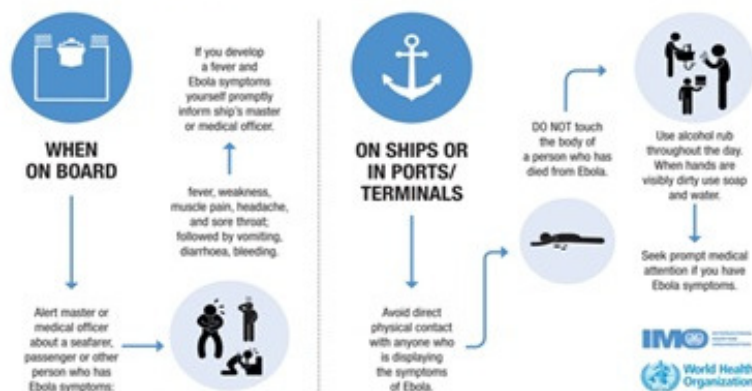 WHEN
ON BOARD
Alert master or
medical officer
about a seafarer,
passenger or other
person who has
Ebola symptoms:
fever, weakness,
muscle pain, headache,
and sore throat;
followed by vomiting,
diarrhoea, bleeding.
If you develop
a fever and
Ebola symptoms
yourself promptly
inform ship's master
or medical officer.
ON SHIPS OR
IN PORTS/
TERMINALS
Avoid direct
physical contact
with anyone who
is displaying
the symptoms
of Ebola.
DO NOT touch
the body of
a person who has
died from Ebola.
Use alcohol rub
throughout the day.
When hands are
visibly dirty use soap
and water.
Seek prompt medical
attention if you have
Ebola symptoms.
IMO
World Health
Organization